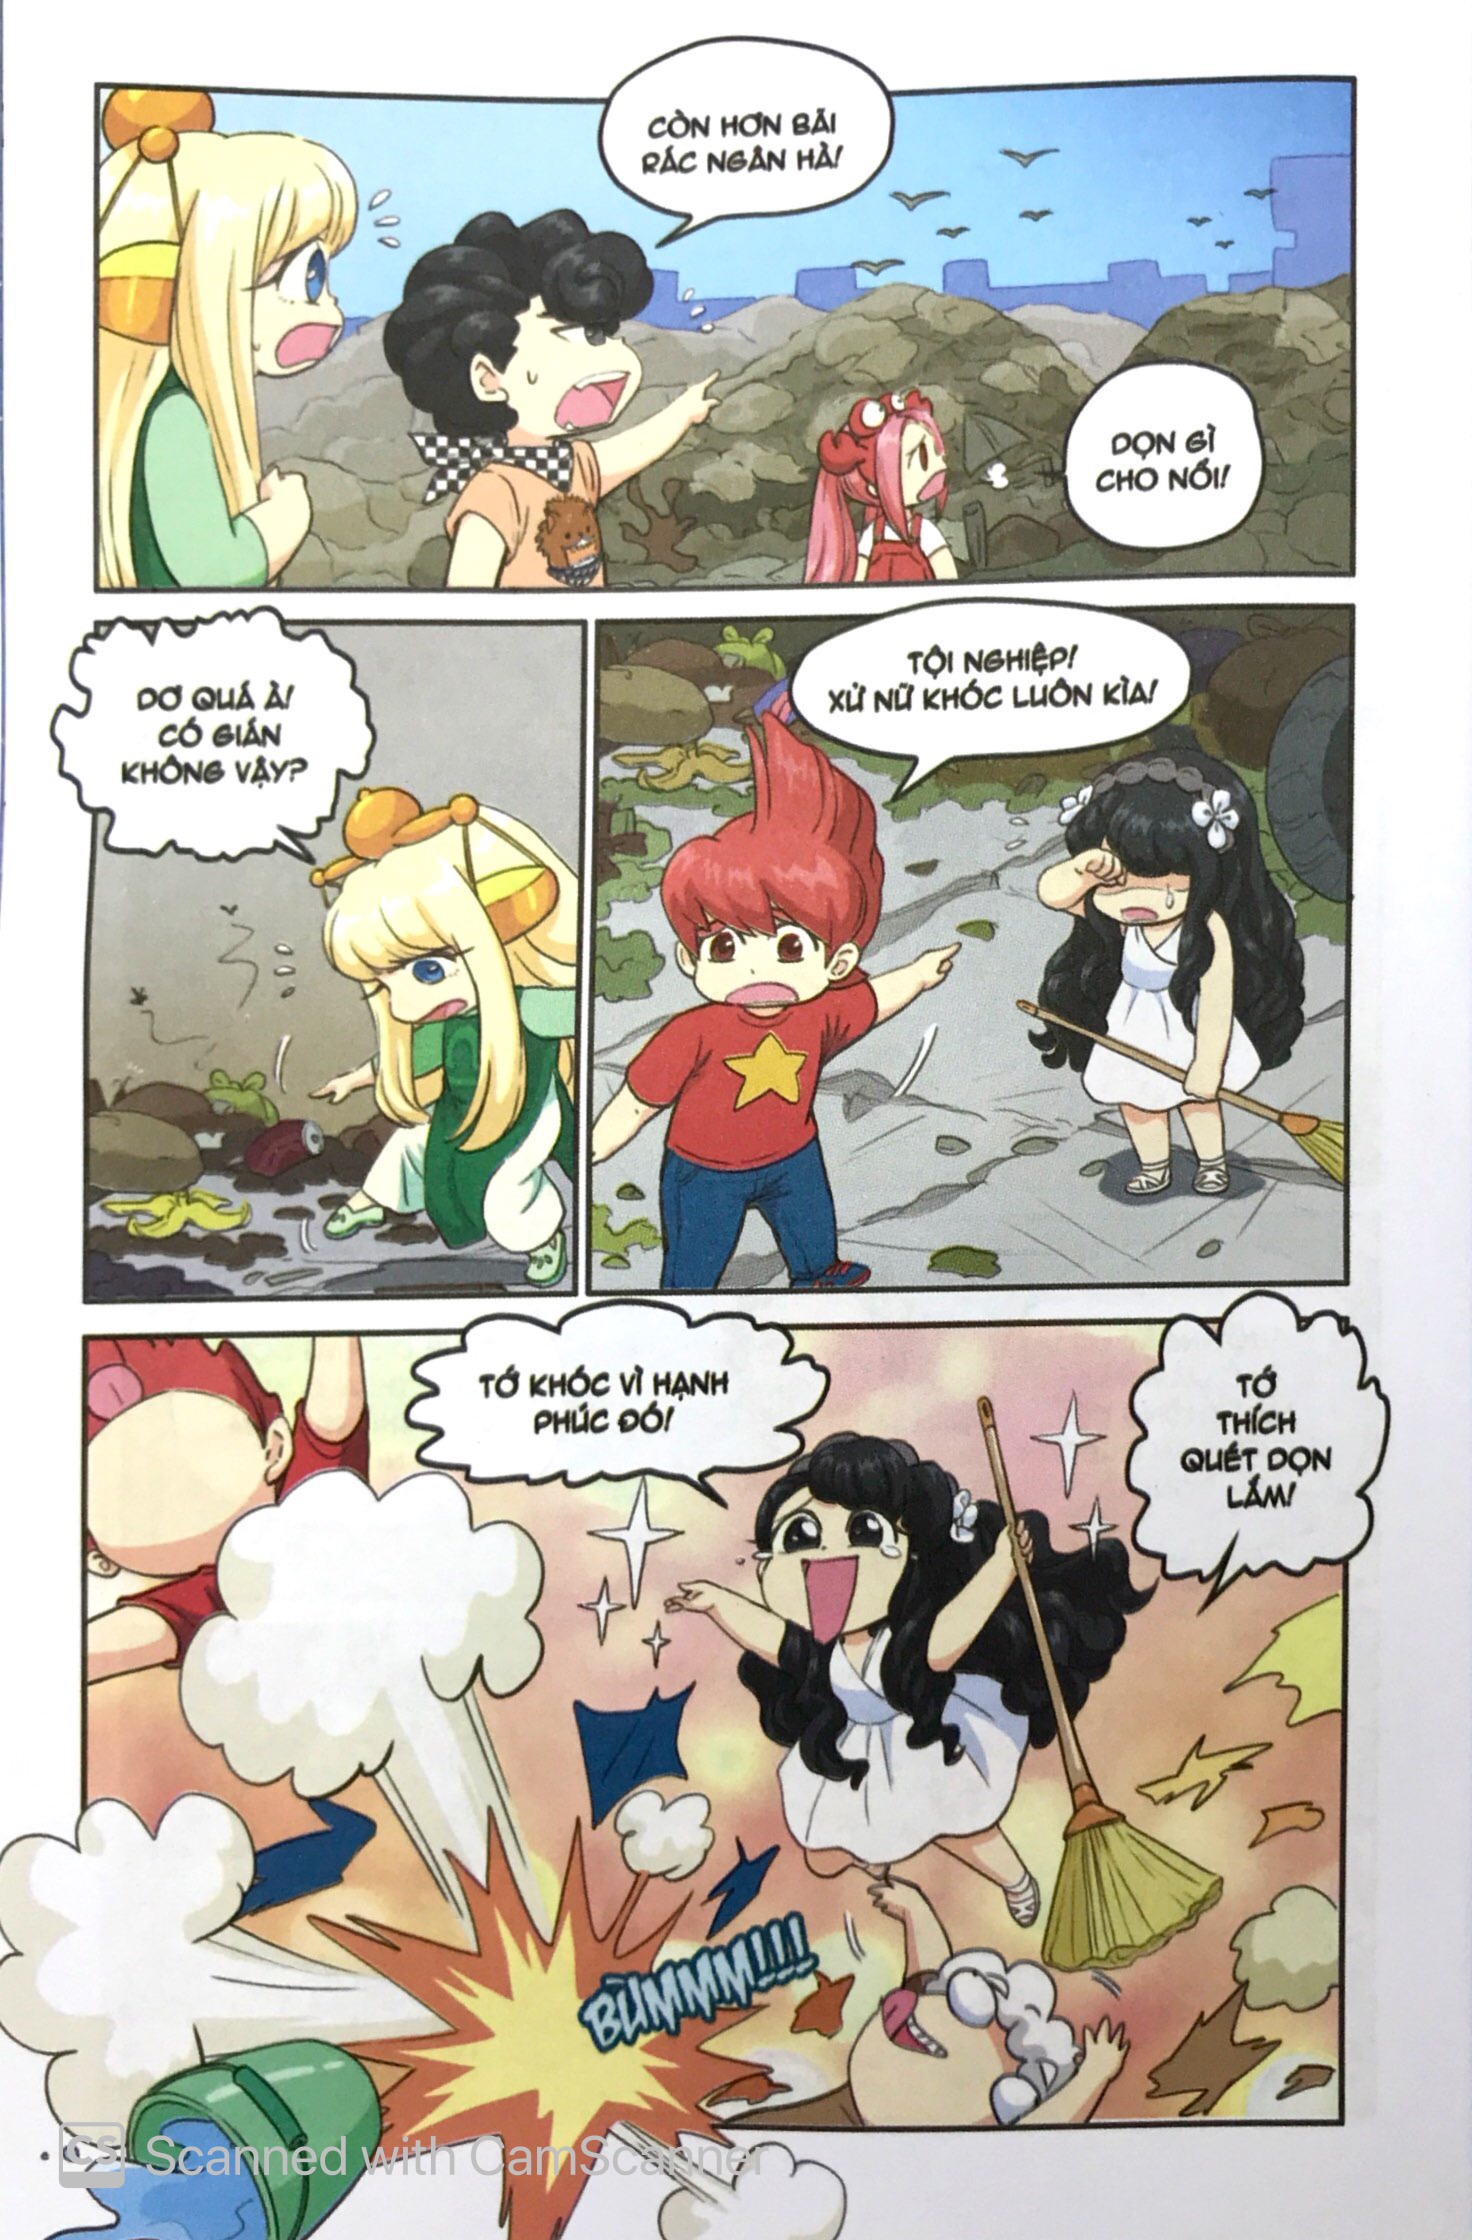 CÒN HƠN BÃI
RÁC NGÂN HÀ!
DỌN GÌ
CHO NỔI!
DƠ QUÁ À!
CÓ GIÁN
KHÔNG VẬY?
TỘI NGHIỆP!
XỬ NỮ KHÓC LUÔN KÌA!
TỚ KHÓC VÌ HẠNH
PHÚC ĐÓ!
TỚ
THÍCH
QUÉT DỌN
LẮM!
BÙMMM!!!
CS Scanned with CamScanner